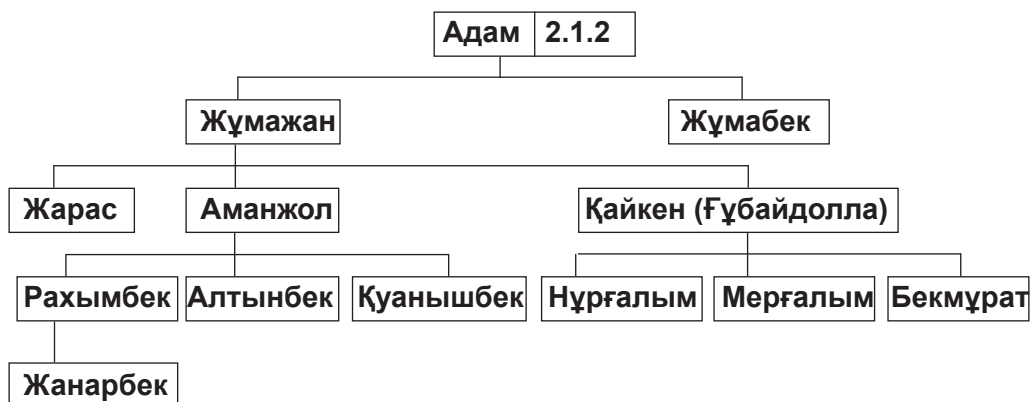 Адам 2.1.2
Жұмажан Жұмабек
Жарас Аманжол Қайкен (Ғұбайдолла)
Рахымбек Алтынбек Қуанышбек Нұрғалым Мерғалым Бекмұрат
Жанарбек